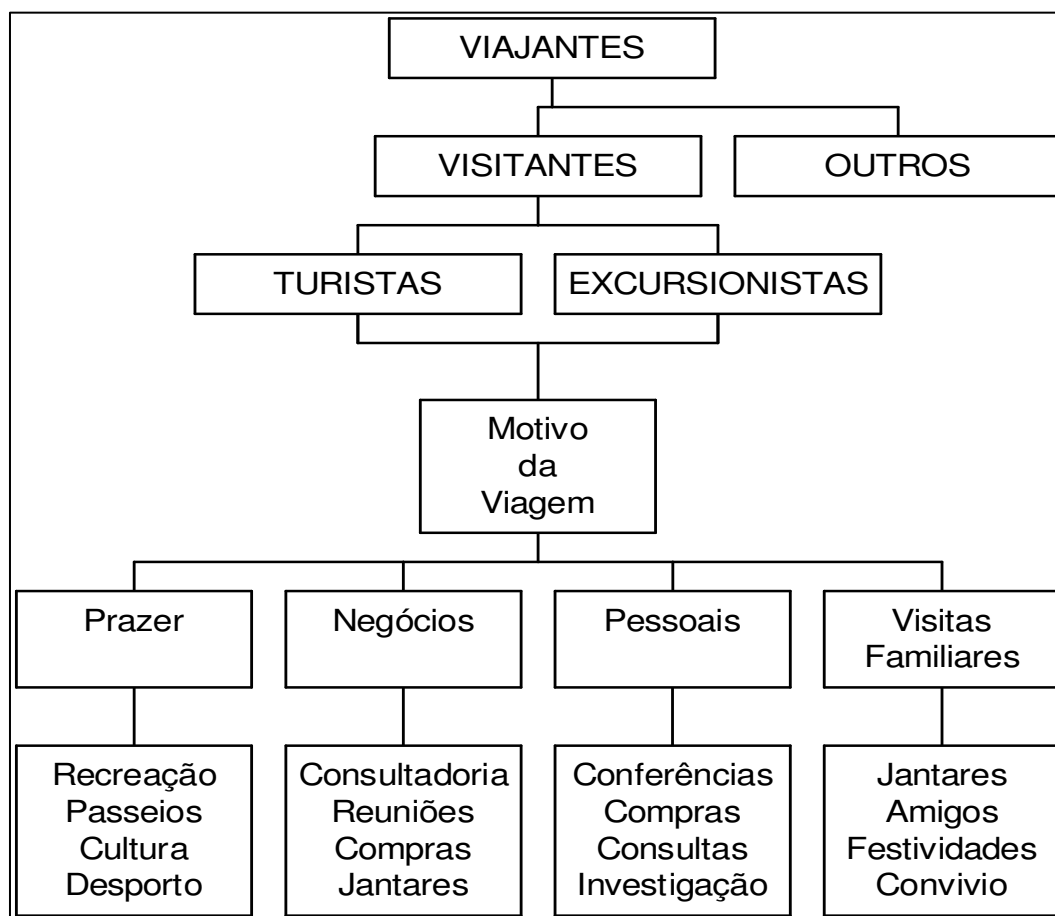 VIAJANTES
VISITANTES
OUTROS
TURISTAS
EXCURSIONISTAS
Motivo
da
Viagem
Prazer
Negócios
Pessoais
Visitas
Familiares
Recreação
Passeios
Cultura
Desporto
Consultadoria
Reuniões
Compras
Jantares
Conferências
Compras
Consultas
Investigação
Jantares
Amigos
Festividades
Convivio